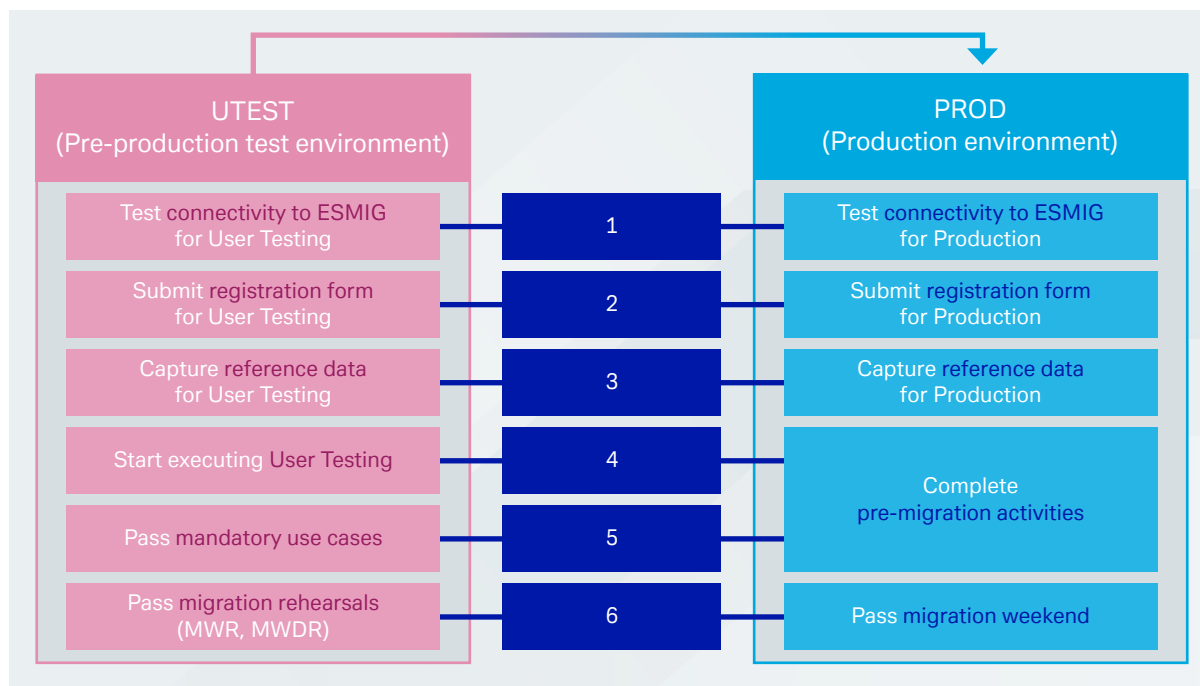 UTEST
(Pre-production test environment)
PROD
(Production environment)
Test connectivity to ESMIG
for User Testing
1
Test connectivity to ESMIG
for Production
Submit registration form
for User Testing
2
Submit registration form
for Production
Capture reference data
for User Testing
3
Capture reference data
for Production
Start executing User Testing
4
Complete
pre-migration activities
Pass mandatory use cases
5
Pass migration rehearsals
(MWR, MWDR)
6
Pass migration weekend